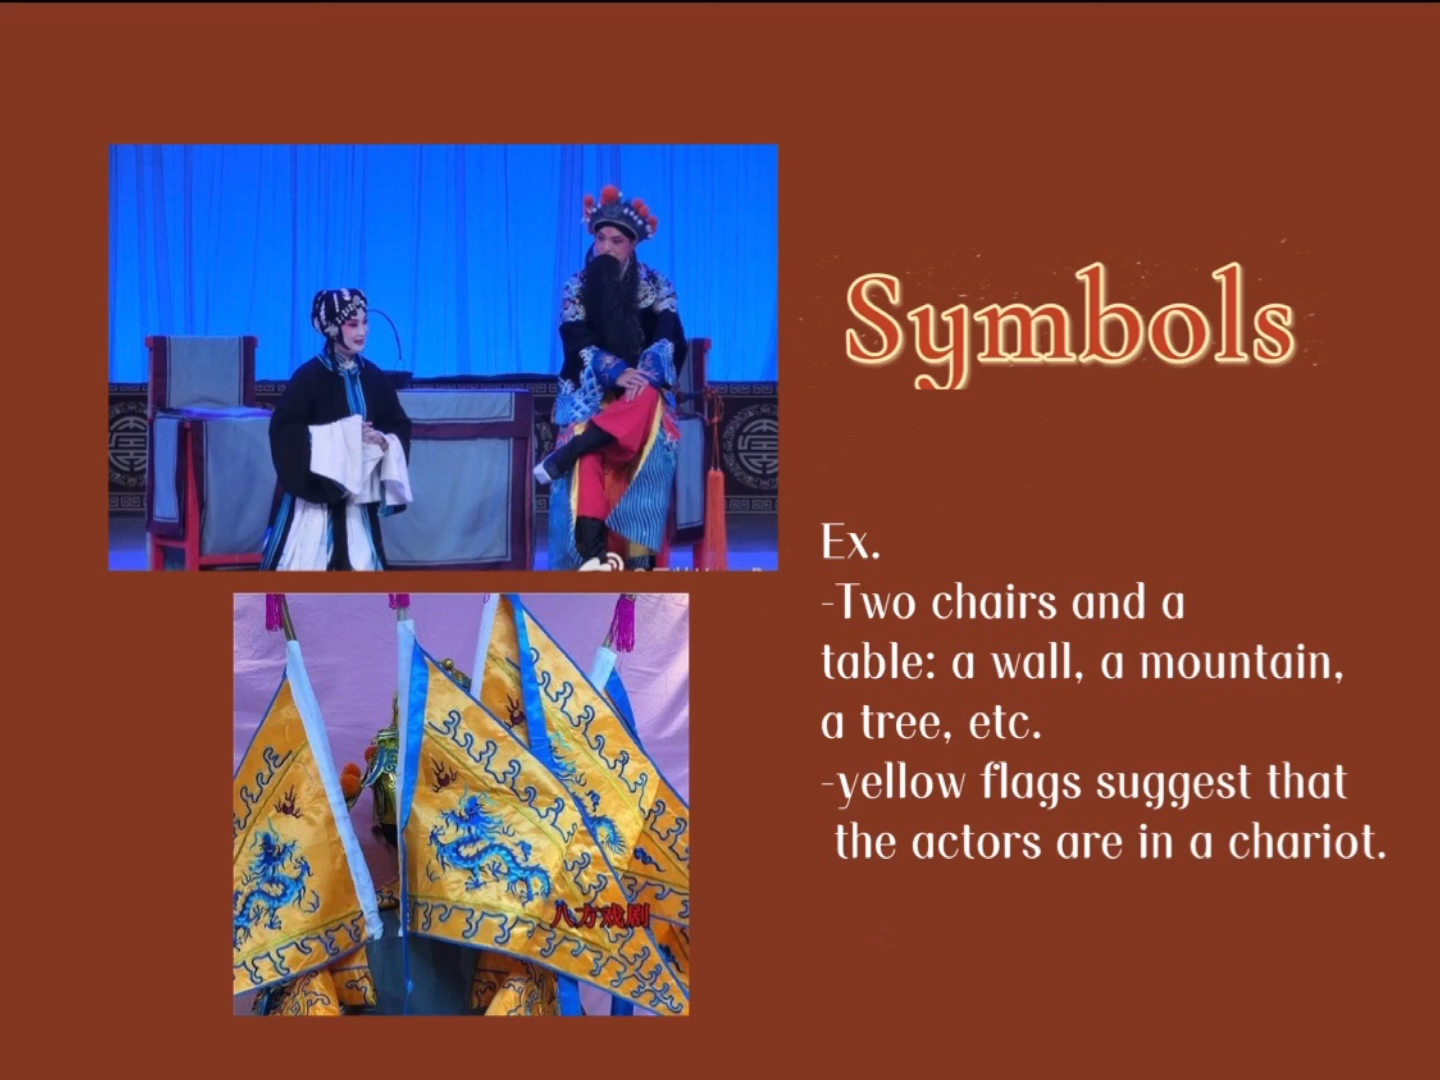 Symbols
Ex.
-Two chairs and a
table: a wall, a mountain,
a tree, etc.
-yellow flags suggest that
the actors are in a chariot.
八方戏剧